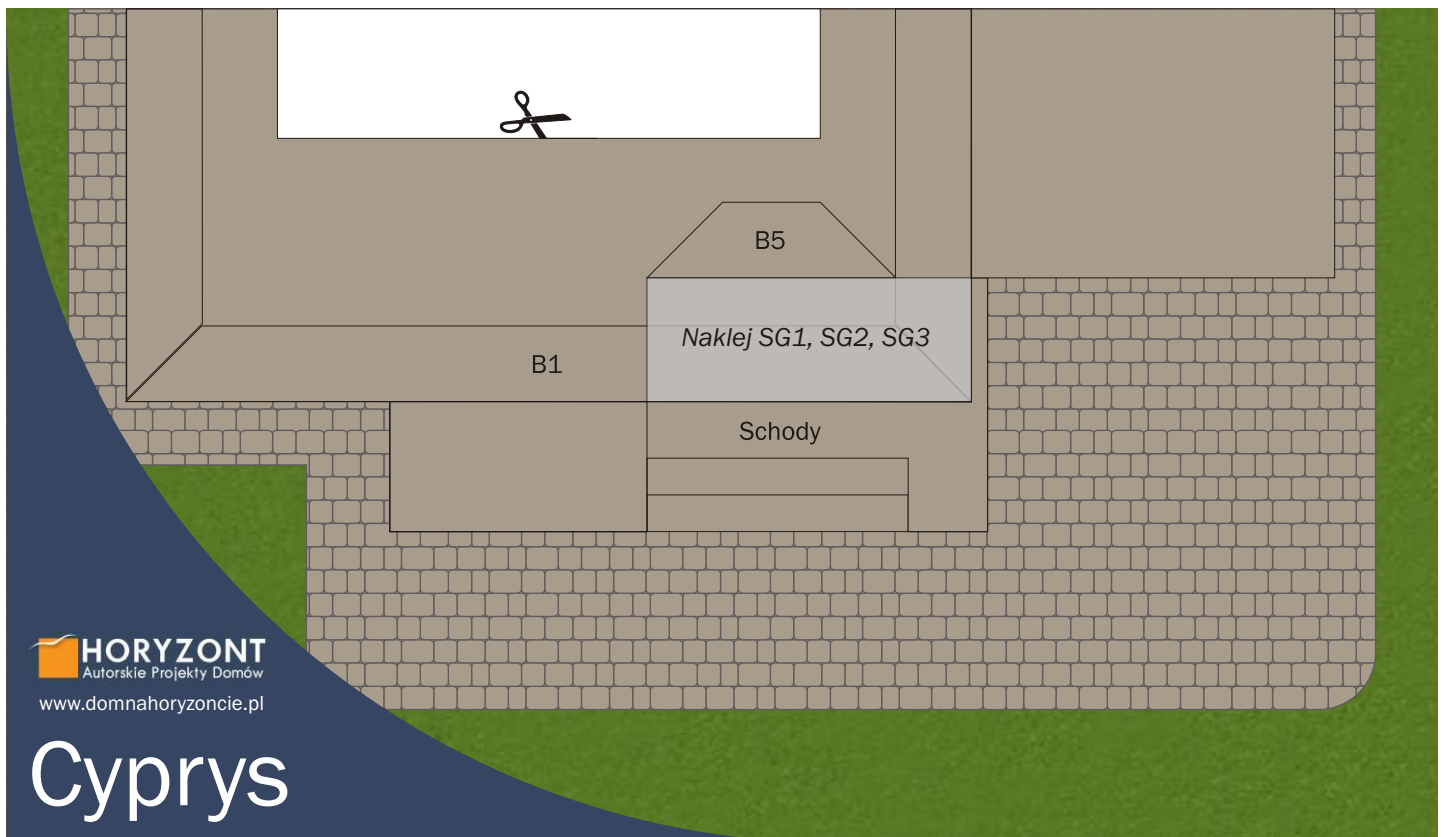 B5
Naklej SG1, SG2, SG3
B1
Schody
HORYZONT
Autorskie Projekty Domów
www.domnahoryzoncie.pl
Cyprys